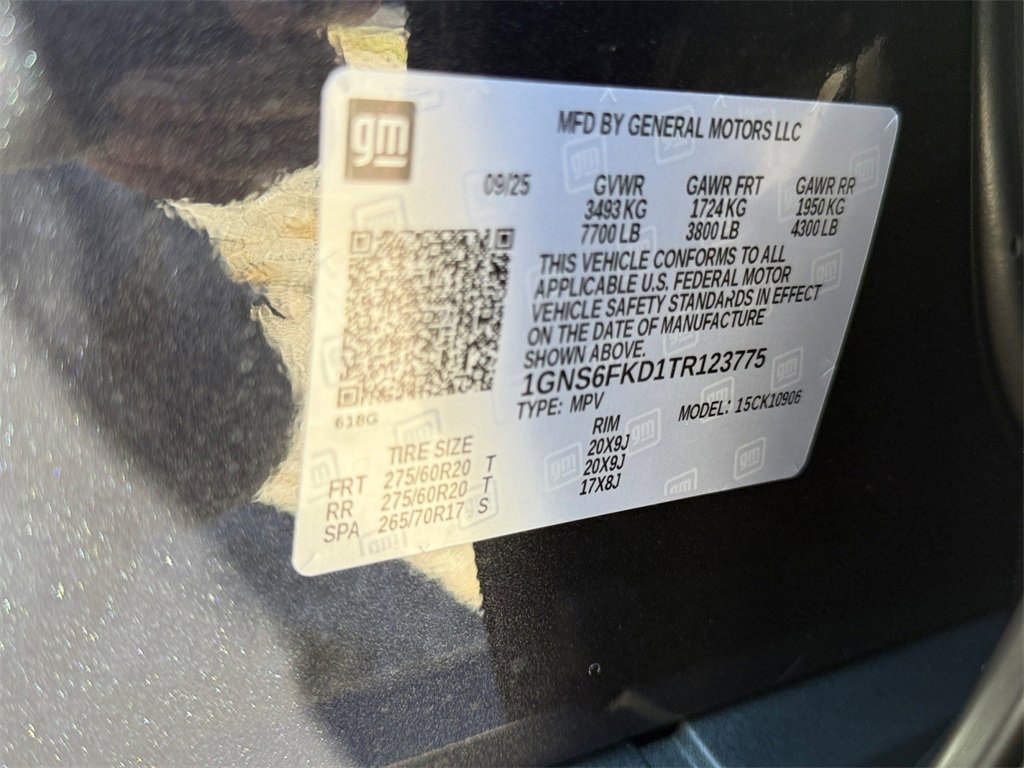 gm
MFD BY GENERAL MOTORS LLC
09/25 GVWR GAWR FRT GAWR RR
3493 KG 1724 KG 1950 KG
7700 LB 3800 LB 4300 LB
THIS VEHICLE CONFORMS TO ALL
APPLICABLE U.S. FEDERAL MOTOR
VEHICLE SAFETY STANDARDS IN EFFECT
ON THE DATE OF MANUFACTURE
SHOWN ABOVE.
1GNS6FKD1TR123775
TYPE: MPV MODEL: 15CK10906
618G
TIRE SIZE RIM
FRT 275/60R20 T 20X9J
RR 275/60R20 T 20X9J
SPA 265/70R17 S 17X8J